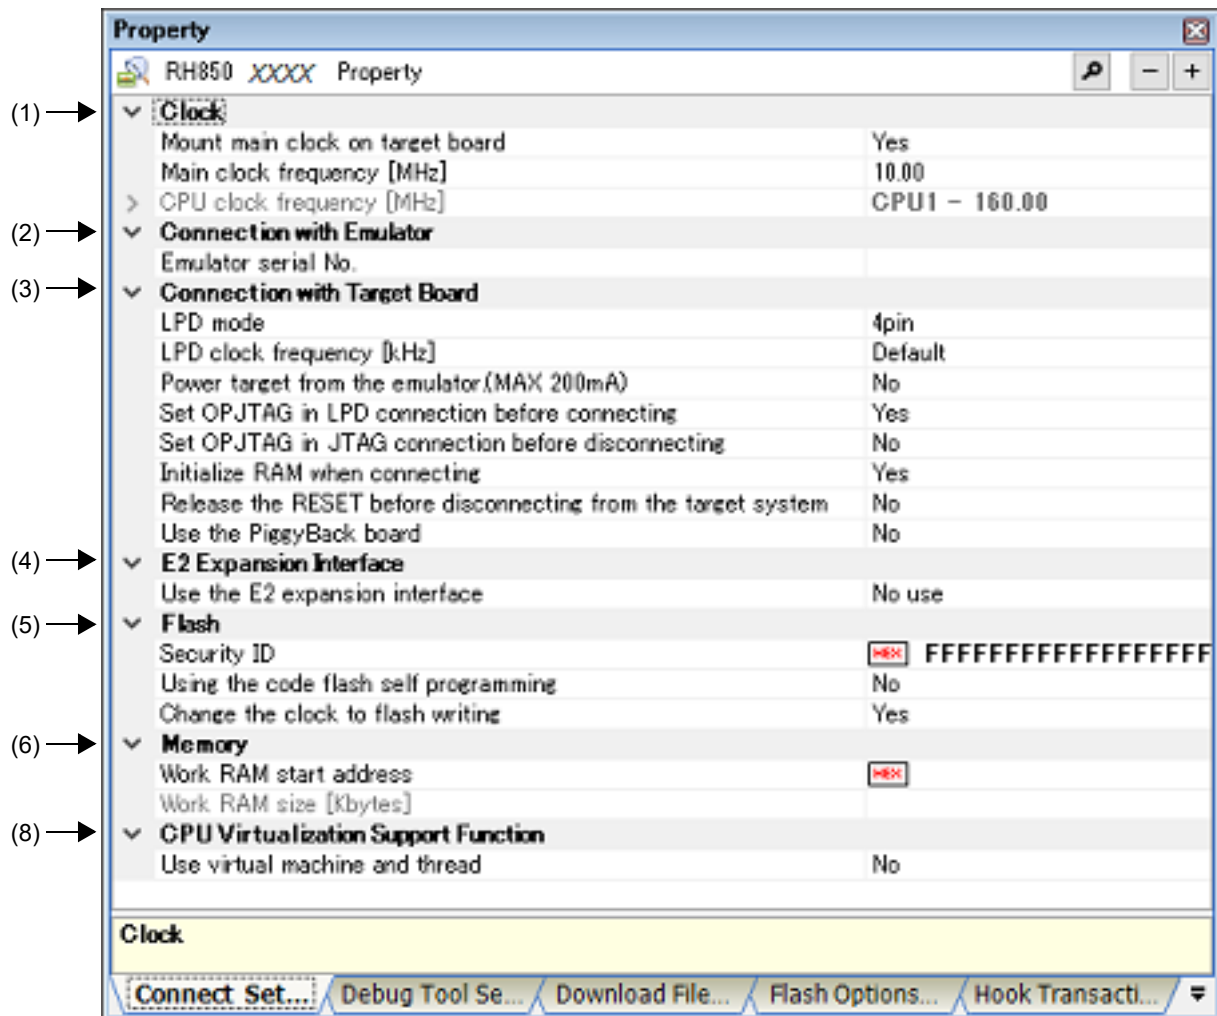 Property
RH850 XXXX Property
(1) Clock
Mount main clock on target board Yes
Main clock frequency [MHz] 10.00
CPU clock frequency [MHz] CPU1 - 160.00
(2) Connection with Emulator
Emulator serial No.
(3) Connection with Target Board
LPD mode 4pin
LPD clock frequency [kHz] Default
Power target from the emulator.(MAX 200mA) No
Set OPJTAG in LPD connection before connecting Yes
Set OPJTAG in JTAG connection before disconnecting No
Initialize RAM when connecting Yes
Release the RESET before disconnecting from the target system No
Use the PiggyBack board No
(4) E2 Expansion Interface
Use the E2 expansion interface No use
(5) Flash
Security ID HEX FFFFFFFFFFFFFFFFFF
Using the code flash self programming No
Change the clock to flash writing Yes
(6) Memory
Work RAM start address HEX
Work RAM size [Kbytes]
(8) CPU Virtualization Support Function
Use virtual machine and thread No
Clock
Connect Set... Debug Tool Se... Download File... Flash Options... Hook Transacti...